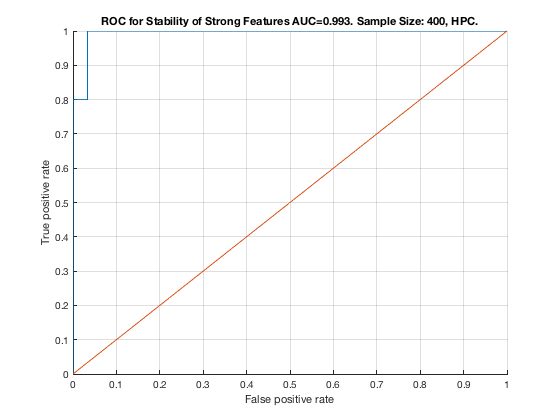 ROC for Stability of Strong Features AUC=0.993. Sample Size: 400, HPC.
1
0.9
0.8
0.7
0.6
0.5
0.4
0.3
0.2
0.1
0
True positive rate
0 0.1 0.2 0.3 0.4 0.5 0.6 0.7 0.8 0.9 1
False positive rate